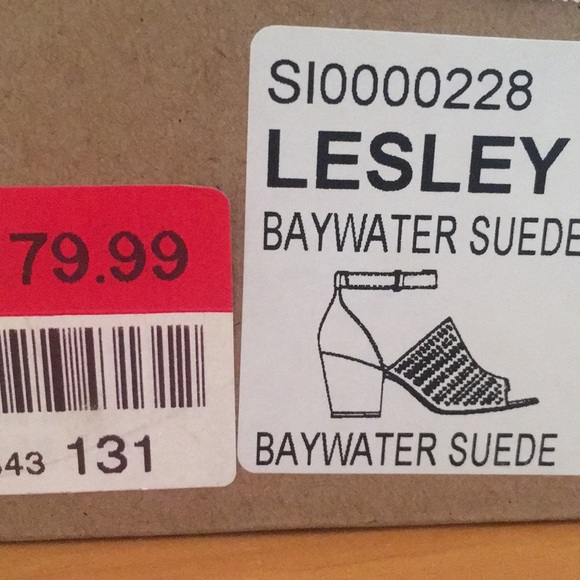 SI0000228
LESLEY
BAYWATER SUEDE
BAYWATER SUEDE
79.99
43 131